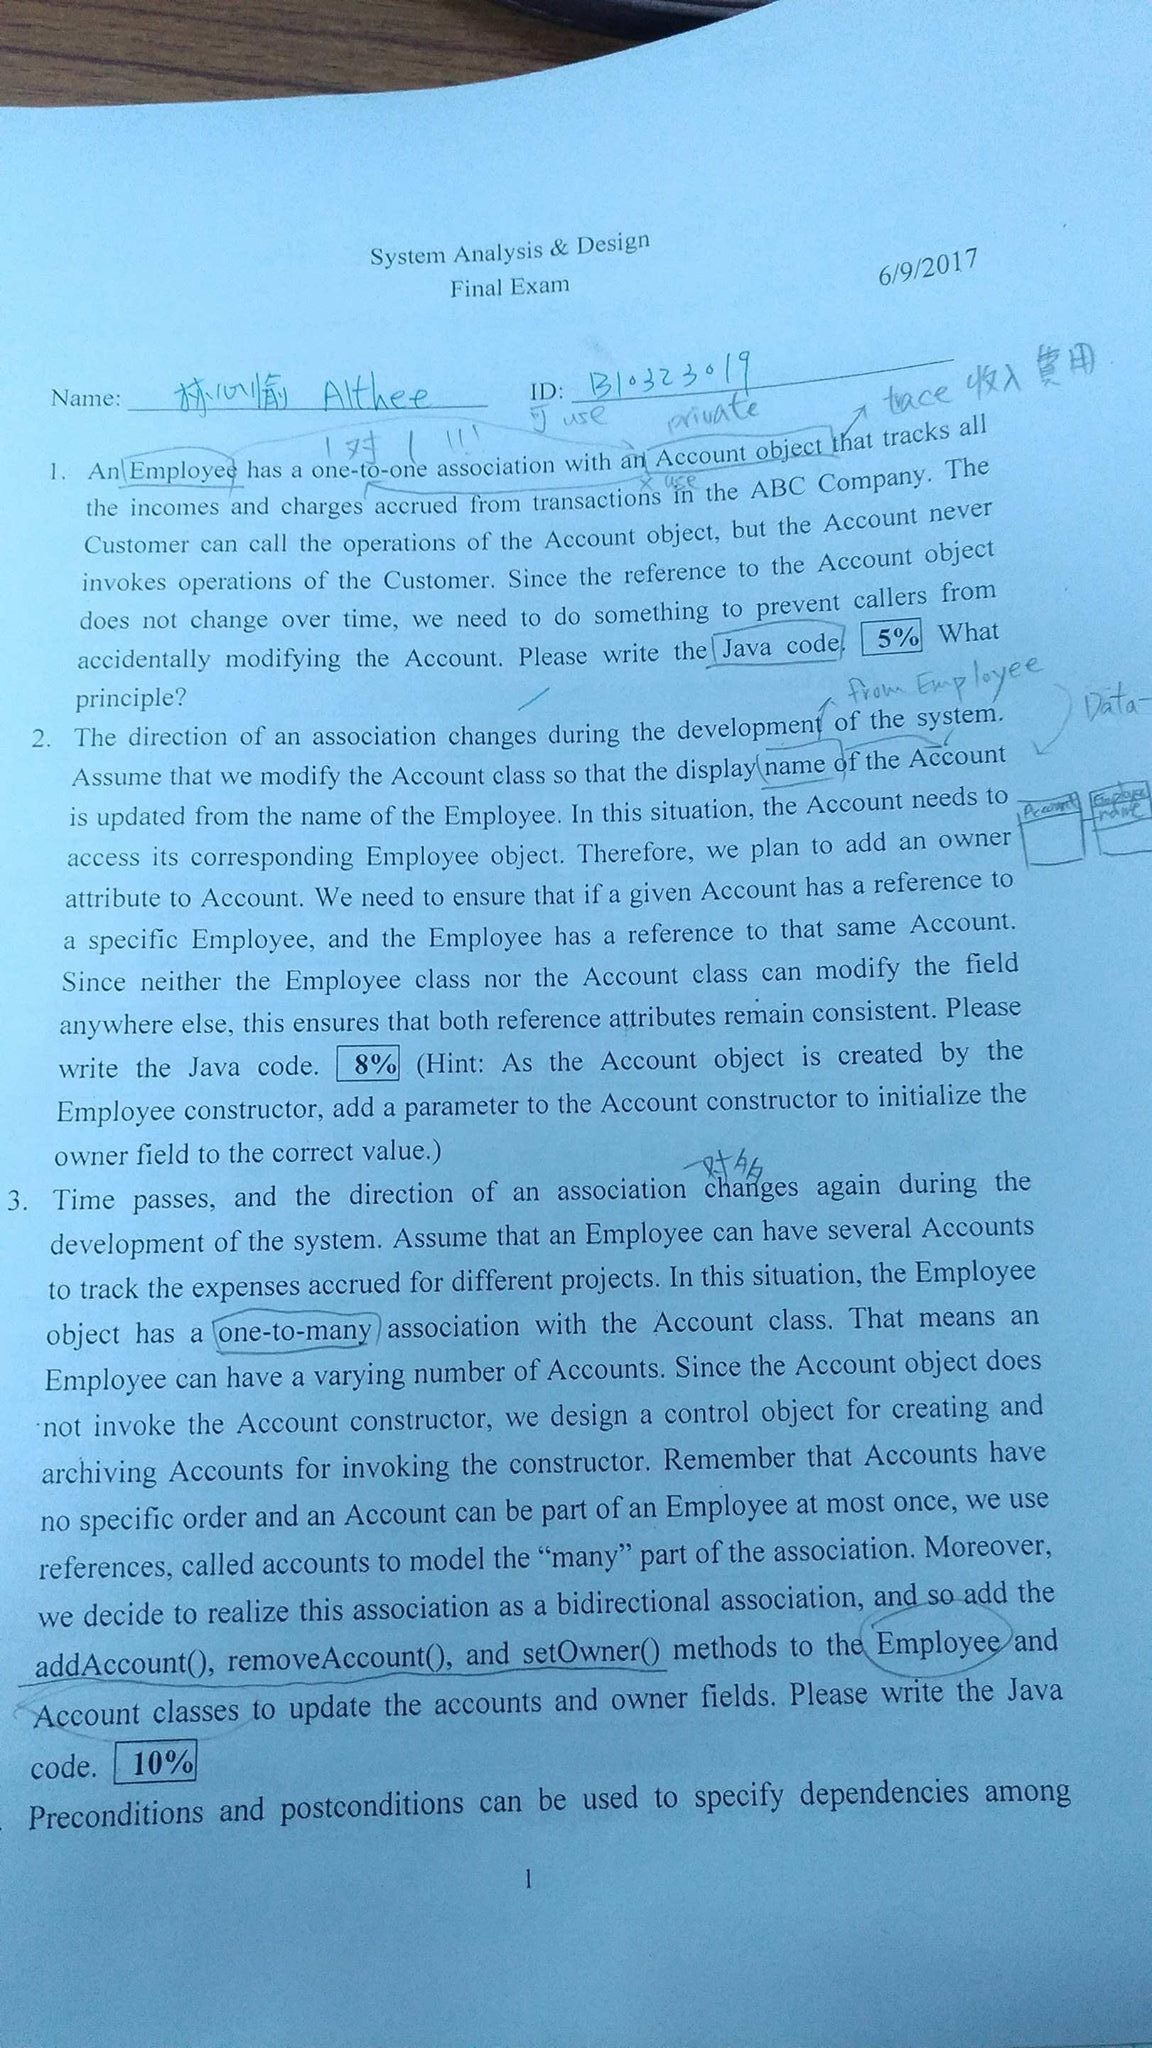 System Analysis & Design
Final Exam
6/9/2017
Name: Althee ID: B10323019
可 use private trace 收入 費用
1 对 1 !!!
1. An Employee has a one-to-one association with an Account object that tracks all
x use
the incomes and charges accrued from transactions in the ABC Company. The
Customer can call the operations of the Account object, but the Account never
invokes operations of the Customer. Since the reference to the Account object
does not change over time, we need to do something to prevent callers from
accidentally modifying the Account. Please write the Java code. 5% What
principle?
from Employee
Data-
2. The direction of an association changes during the development of the system.
Assume that we modify the Account class so that the display name of the Account
is updated from the name of the Employee. In this situation, the Account needs to
Account Employee name
access its corresponding Employee object. Therefore, we plan to add an owner
attribute to Account. We need to ensure that if a given Account has a reference to
a specific Employee, and the Employee has a reference to that same Account.
Since neither the Employee class nor the Account class can modify the field
anywhere else, this ensures that both reference attributes remain consistent. Please
write the Java code. 8% (Hint: As the Account object is created by the
Employee constructor, add a parameter to the Account constructor to initialize the
owner field to the correct value.)
3. Time passes, and the direction of an association changes again during the
development of the system. Assume that an Employee can have several Accounts
to track the expenses accrued for different projects. In this situation, the Employee
object has a one-to-many association with the Account class. That means an
Employee can have a varying number of Accounts. Since the Account object does
not invoke the Account constructor, we design a control object for creating and
archiving Accounts for invoking the constructor. Remember that Accounts have
no specific order and an Account can be part of an Employee at most once, we use
references, called accounts to model the “many” part of the association. Moreover,
we decide to realize this association as a bidirectional association, and so add the
addAccount(), removeAccount(), and setOwner() methods to the Employee and
Account classes to update the accounts and owner fields. Please write the Java
code. 10%
Preconditions and postconditions can be used to specify dependencies among
1